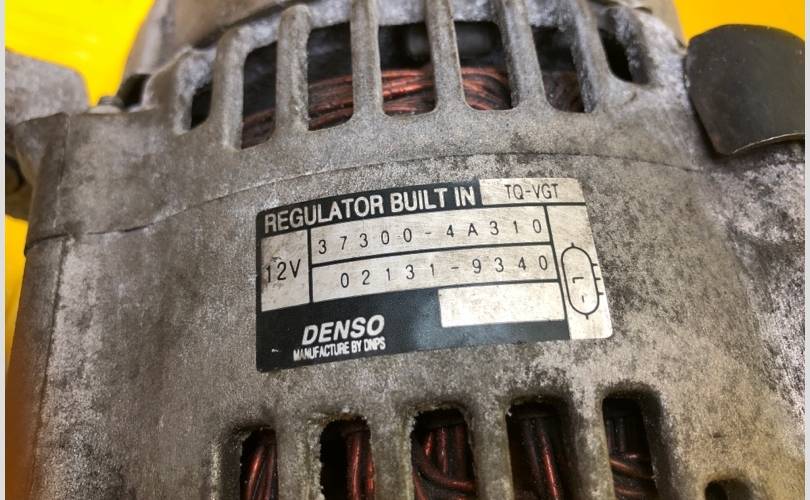 REGULATOR BUILT IN TQ-VGT
12V
37300-4A310
02131-9340
L
DENSO
MANUFACTURE BY DNPS